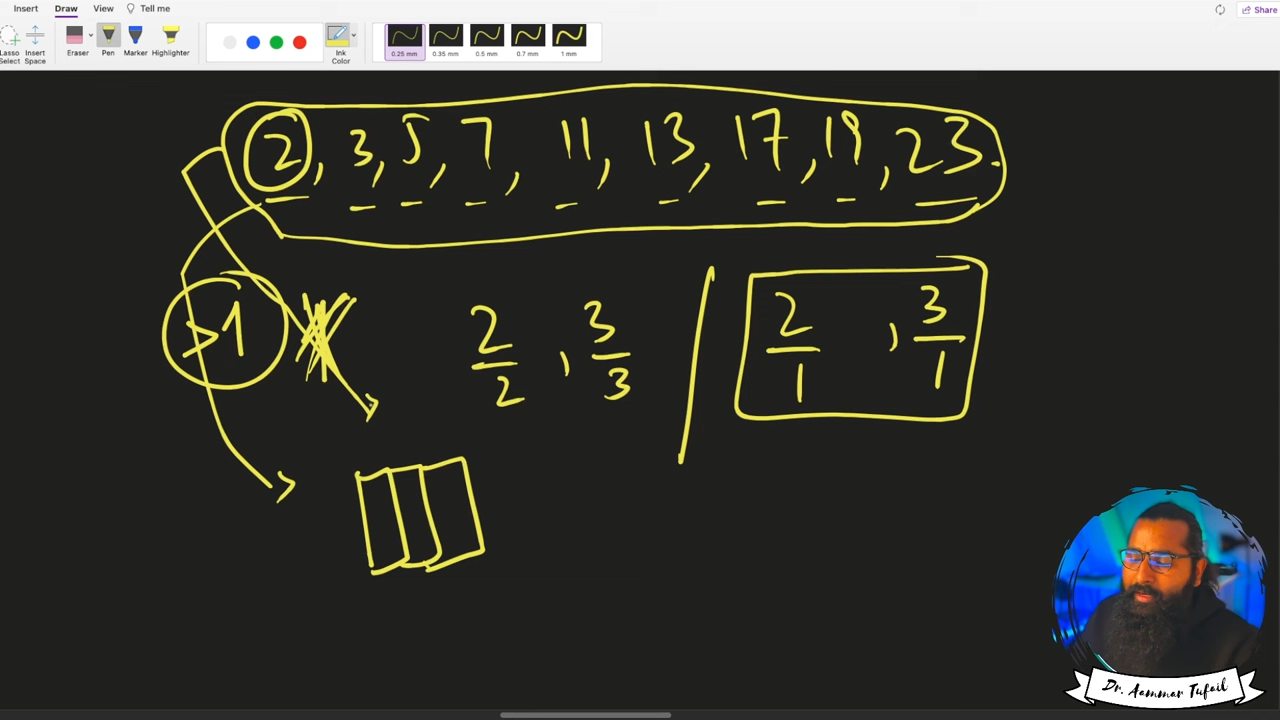 Insert Draw View Tell me Share
Lasso Select Insert Space Eraser Pen Marker Highlighter Ink Color 0.25 mm 0.35 mm 0.5 mm 0.7 mm 1 mm
2, 3, 5, 7, 11, 13, 17, 19, 23.
>1
2/2, 3/3 2/1, 3/1
Dr. Aammar Tufail